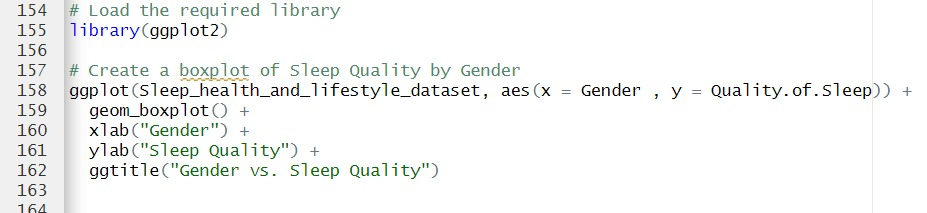 154 # Load the required library
155 library(ggplot2)
156
157 # Create a boxplot of Sleep Quality by Gender
158 ggplot(Sleep_health_and_lifestyle_dataset, aes(x = Gender , y = Quality.of.Sleep)) +
159   geom_boxplot() +
160   xlab("Gender") +
161   ylab("Sleep Quality") +
162   ggtitle("Gender vs. Sleep Quality")
163
164